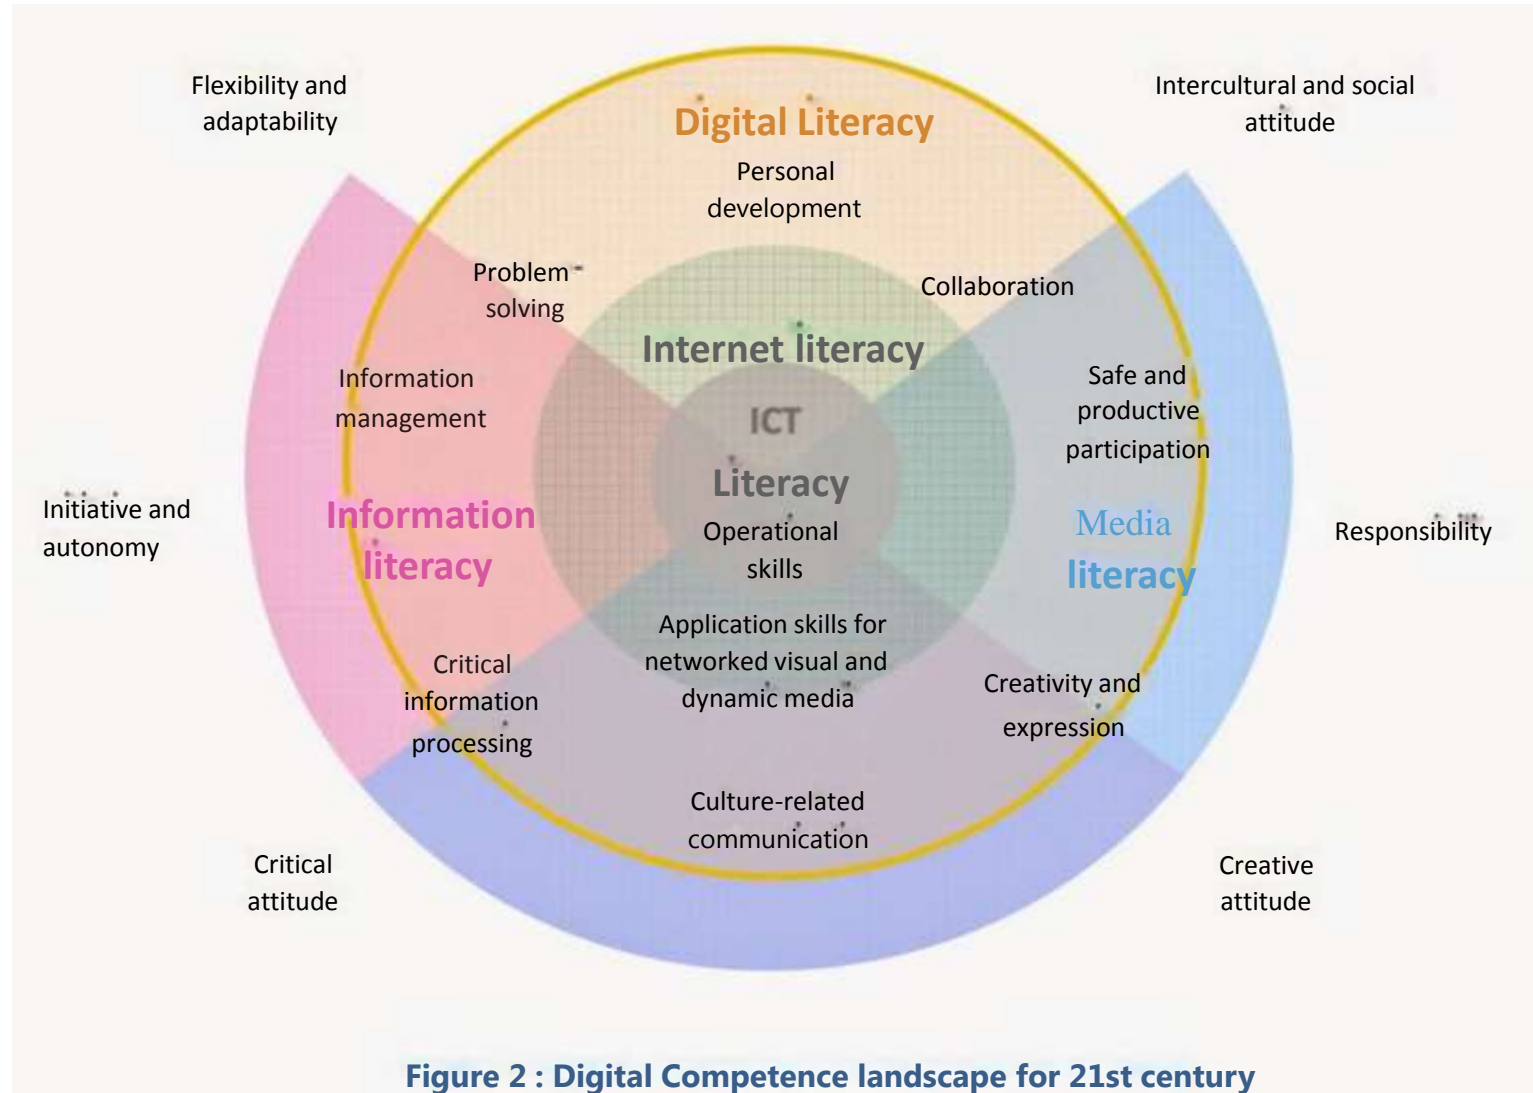 Flexibility and
adaptability
Intercultural and social
attitude
Digital Literacy
Personal
development
Problem-
solving
Collaboration
Internet literacy
Information
management
Safe and
productive
participation
ICT
Literacy
Operational
skills
Initiative and
autonomy
Information
literacy
Media
literacy
Responsibility
Application skills for
networked visual and
dynamic media
Critical
information
processing
Creativity and
expression
Culture-related
communication
Critical
attitude
Creative
attitude
Figure 2 : Digital Competence landscape for 21st century